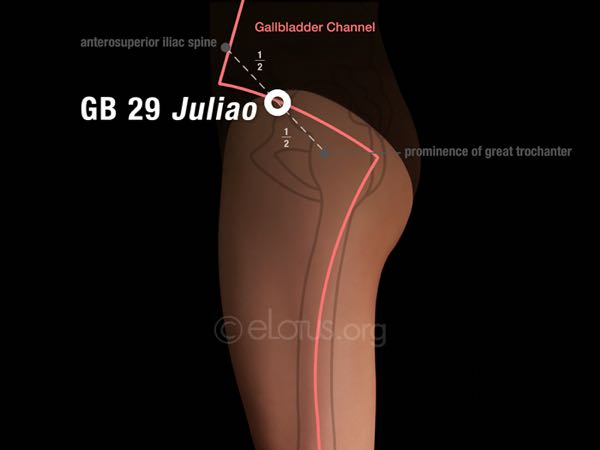 Gallbladder Channel
anterosuperior iliac spine
1
2
GB 29 Juliao
1
2
prominence of great trochanter
© eLotus.org